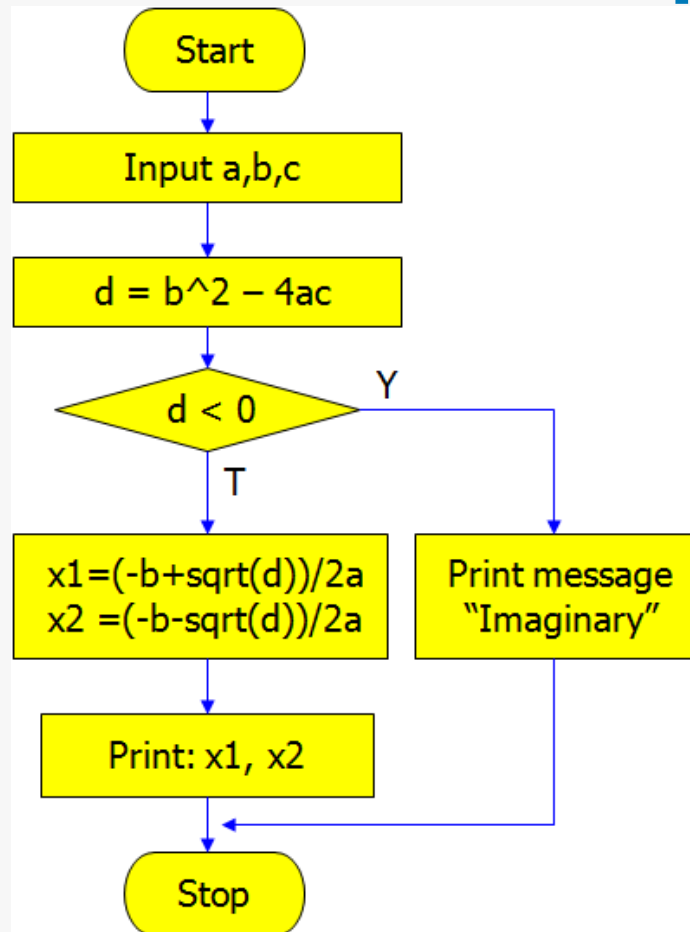 Start
Input a,b,c
d = b^2 – 4ac
d < 0
Y
T
x1=(-b+sqrt(d))/2a
x2 =(-b-sqrt(d))/2a
Print message
“Imaginary”
Print: x1, x2
Stop